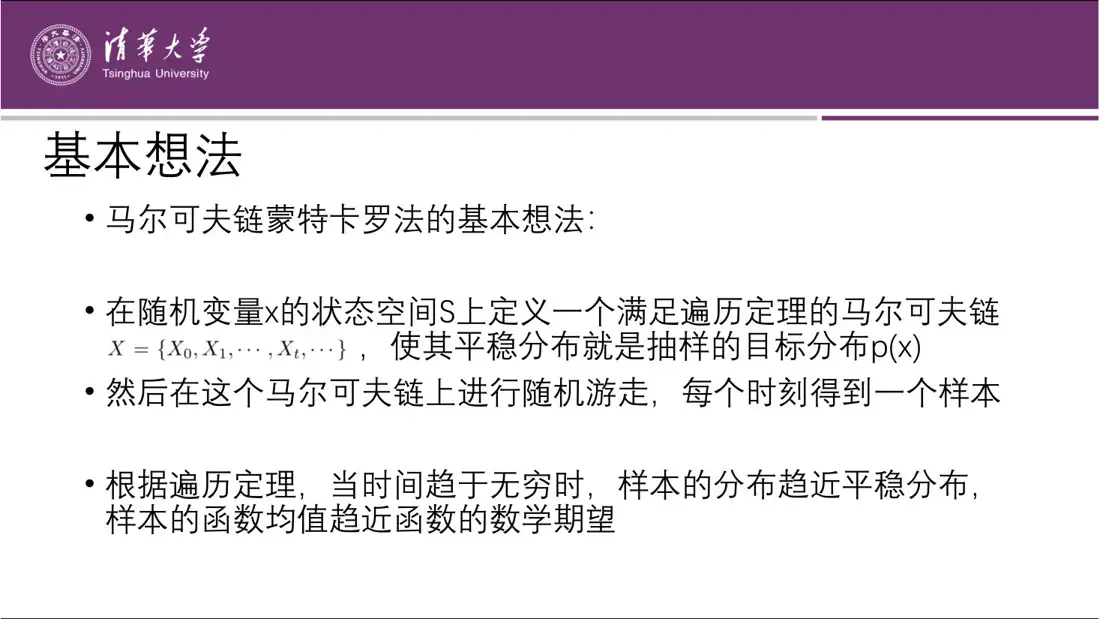 清華大学
Tsinghua University
基本想法
• 马尔可夫链蒙特卡罗法的基本想法：
• 在随机变量x的状态空间S上定义一个满足遍历定理的马尔可夫链
X = {X₀, X₁, ⋯ , Xₜ, ⋯} ，使其平稳分布就是抽样的目标分布p(x)
• 然后在这个马尔可夫链上进行随机游走，每个时刻得到一个样本
• 根据遍历定理，当时间趋于无穷时，样本的分布趋近平稳分布，
样本的函数均值趋近函数的数学期望